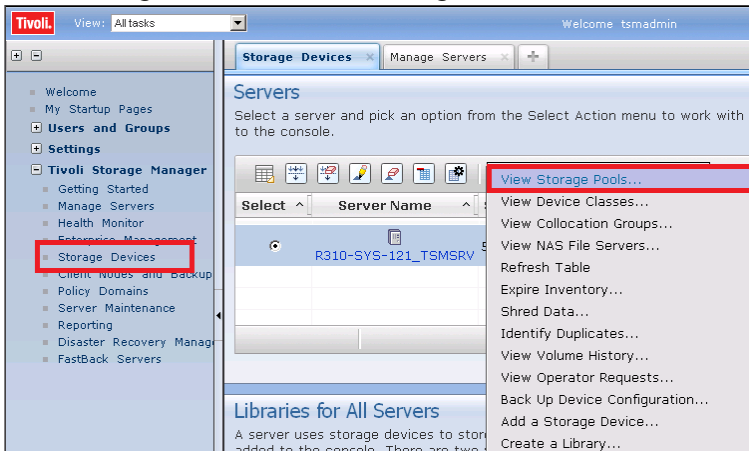 Tivoli. View: All tasks Welcome tsmadmin
Storage Devices × Manage Servers × +
Welcome
My Startup Pages
Users and Groups
Settings
Tivoli Storage Manager
Getting Started
Manage Servers
Health Monitor
Enterprise Management
Storage Devices
Client Nodes and Backup
Policy Domains
Server Maintenance
Reporting
Disaster Recovery Manag
FastBack Servers
Servers
Select a server and pick an option from the Select Action menu to work with
to the console.
Select ^ Server Name ^
R310-SYS-121_TSMSRV
View Storage Pools...
View Device Classes...
View Collocation Groups...
View NAS File Servers...
Refresh Table
Expire Inventory...
Shred Data...
Identify Duplicates...
View Volume History...
View Operator Requests...
Back Up Device Configuration...
Add a Storage Device...
Create a Library...
Libraries for All Servers
A server uses storage devices to stor
added to the console. There are two